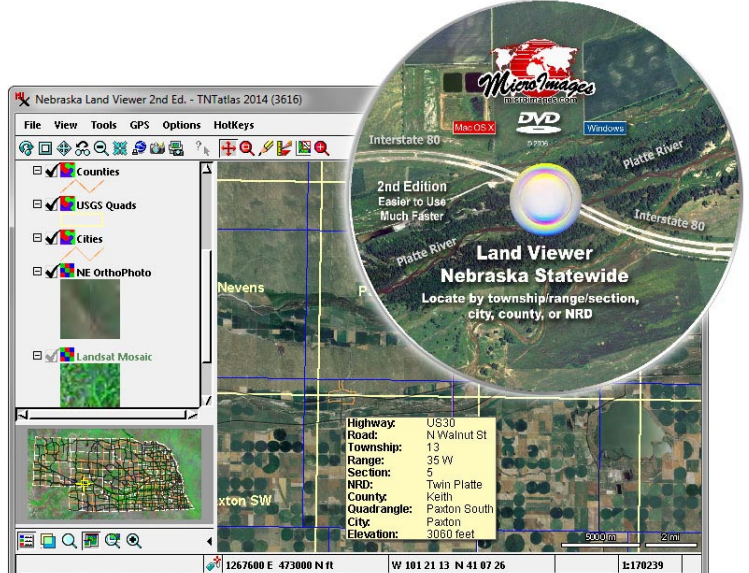 MicroImages
microimages.com
Mac OS X
DVD
Windows
© 2006
Interstate 80
Platte River
2nd Edition
Easier to Use
Much Faster
Interstate 80
Platte River
Land Viewer
Nebraska Statewide
Locate by township/range/section,
city, county, or NRD
Nebraska Land Viewer 2nd Ed. - TNTatlas 2014 (3616)
File View Tools GPS Options HotKeys
Counties
USGS Quads
Cities
NE OrthoPhoto
Landsat Mosaic
Nevens
P
xton SW
Highway: US30
Road: N Walnut St
Township: 13
Range: 35 W
Section: 5
NRD: Twin Platte
County: Keith
Quadrangle: Paxton South
City: Paxton
Elevation: 3060 feet
5000 m 2 mi
1267600 E 473000 N ft W 101 21 13 N 41 07 26 1:170239